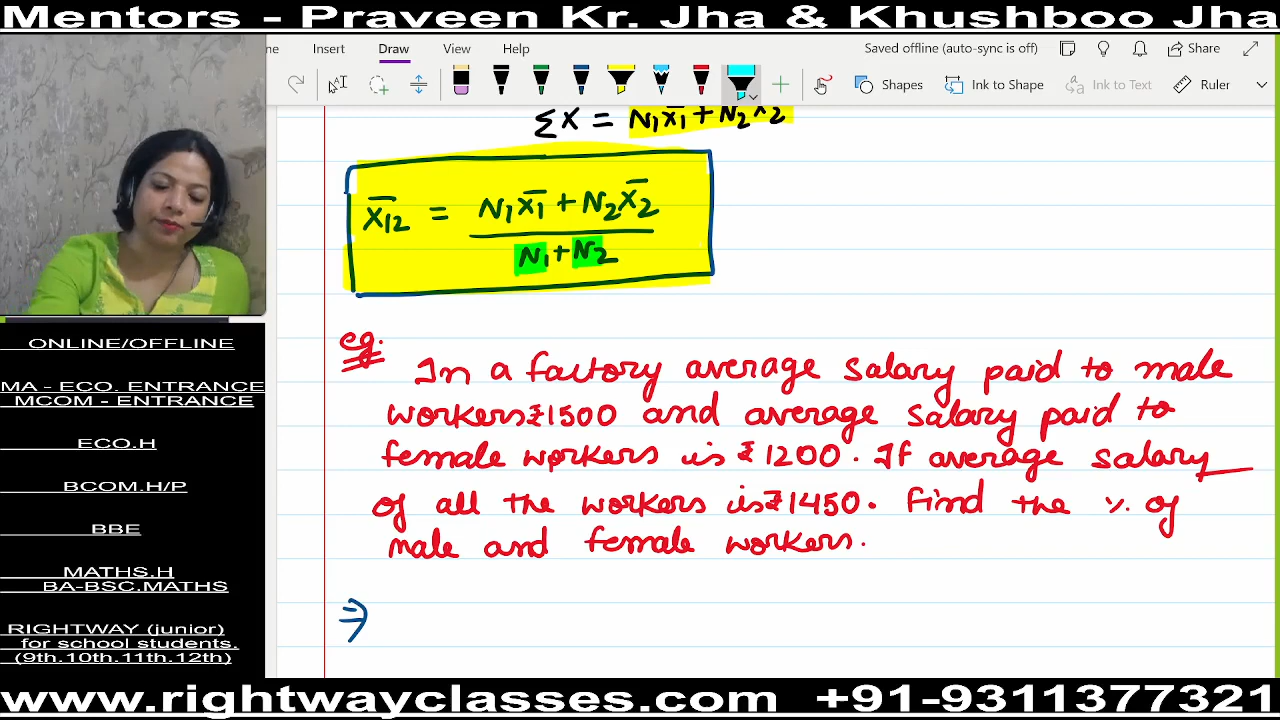 Mentors - Praveen Kr. Jha & Khushboo Jha
Insert Draw View Help Saved offline (auto-sync is off) Share
Shapes Ink to Shape Ink to Text Ruler
ΣX = N1x̄1 + N2x̄2
x̄12 = N1x̄1 + N2x̄2
N1 + N2
eg.
In a factory average salary paid to male
workers ₹1500 and average salary paid to
female workers is ₹1200. If average salary
of all the workers is ₹1450. Find the % of
male and female workers.
⇒
ONLINE/OFFLINE
MA - ECO. ENTRANCE
MCOM - ENTRANCE
ECO.H
BCOM.H/P
BBE
MATHS.H
BA-BSC.MATHS
RIGHTWAY (junior)
for school students.
(9th.10th.11th.12th)
www.rightwayclasses.com +91-9311377321